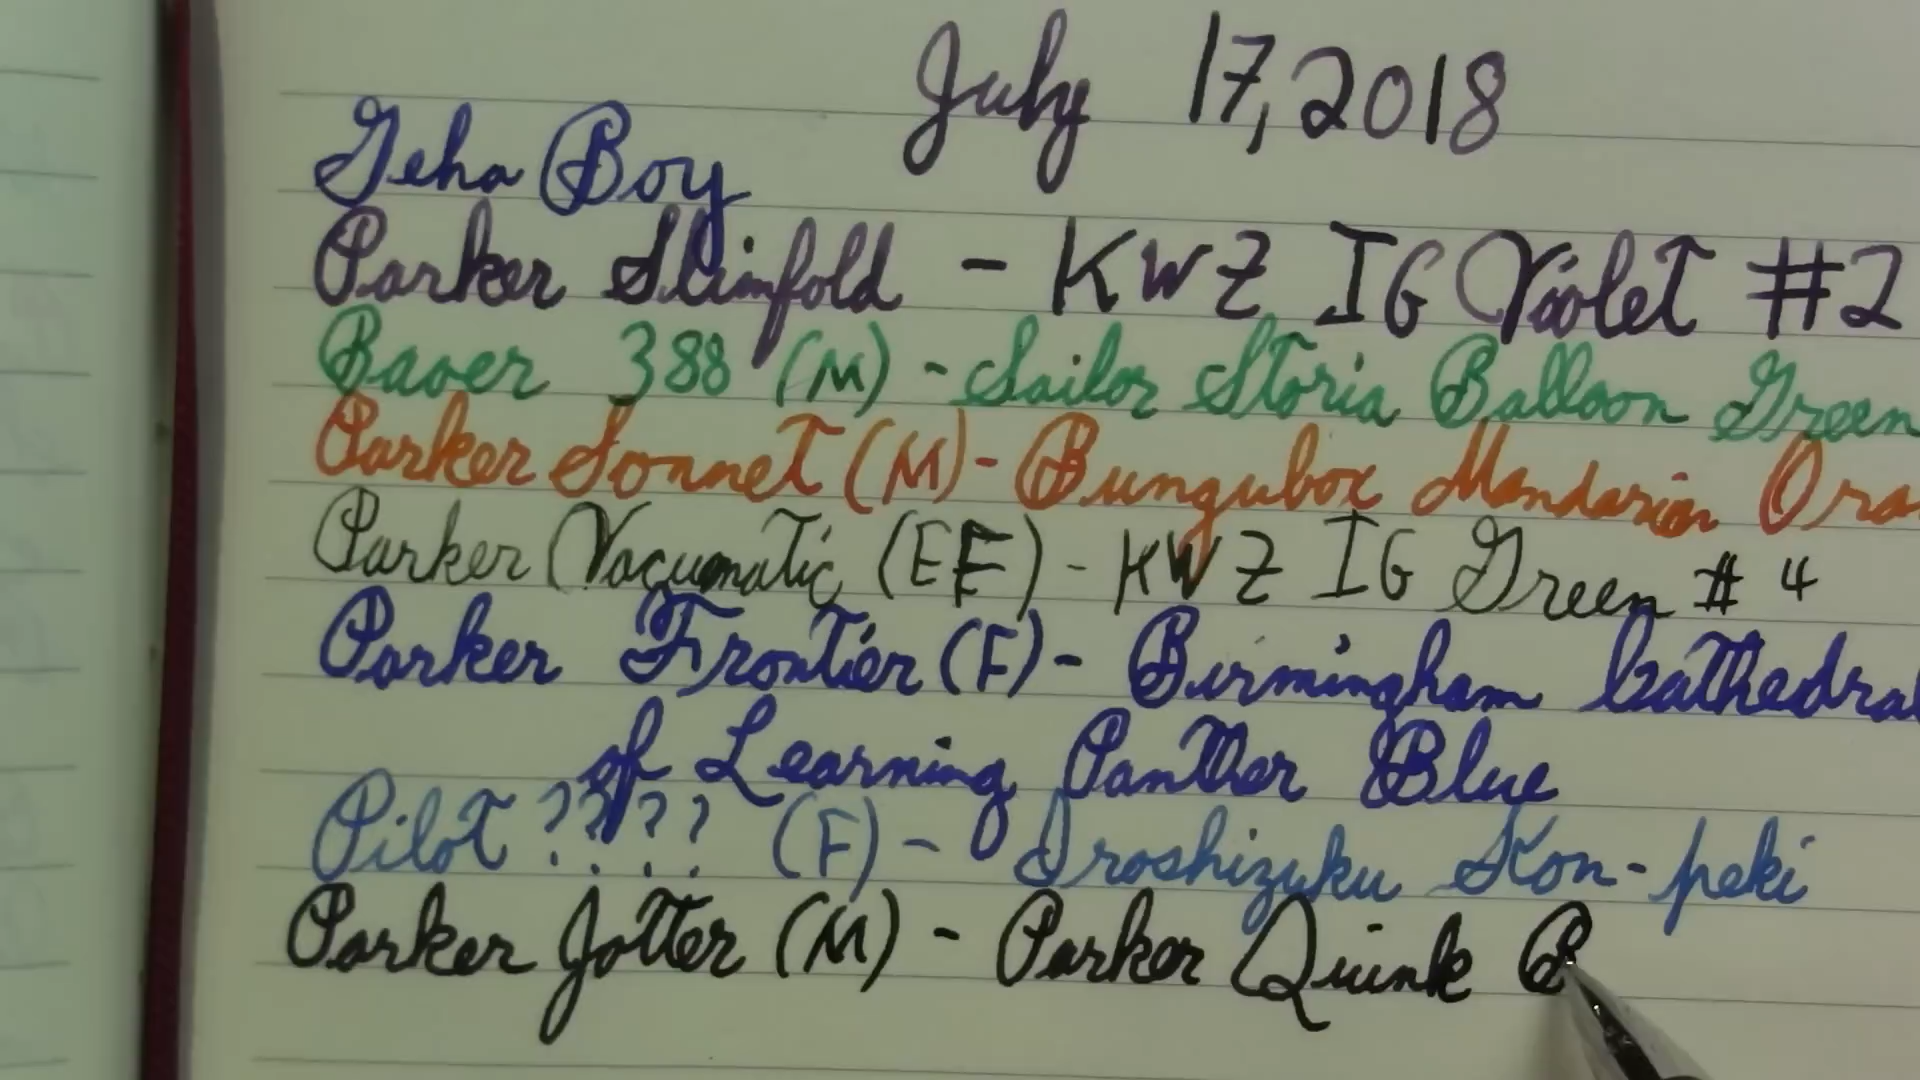 July 17, 2018
Geha Boy
Parker Slimfold - KWZ IG Violet #2
Baoer 388 (M) - Sailor Storia Balloon Green
Parker Sonnet (M) - Bungubox Mandarin Ora
Parker Vacumatic (EF) - KWZ IG Green #4
Parker Frontier (F) - Birmingham Cathedral
of Learning Panther Blue
Pilot ???? (F) - Iroshizuku Kon-peki
Parker Jotter (M) - Parker Quink B